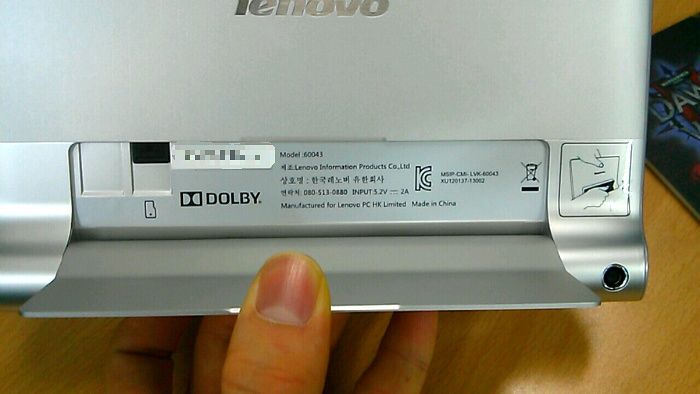 lenovo
Model :60043
제조:Lenovo Information Products Co.,Ltd
상호명 : 한국레노버 유한회사
연락처: 080-513-0880 INPUT:5.2V ⎓ 2A
Manufactured for Lenovo PC HK Limited Made in China
DOLBY.
MSIP-CMI- LVK-60043
XU120137-13002
DAW